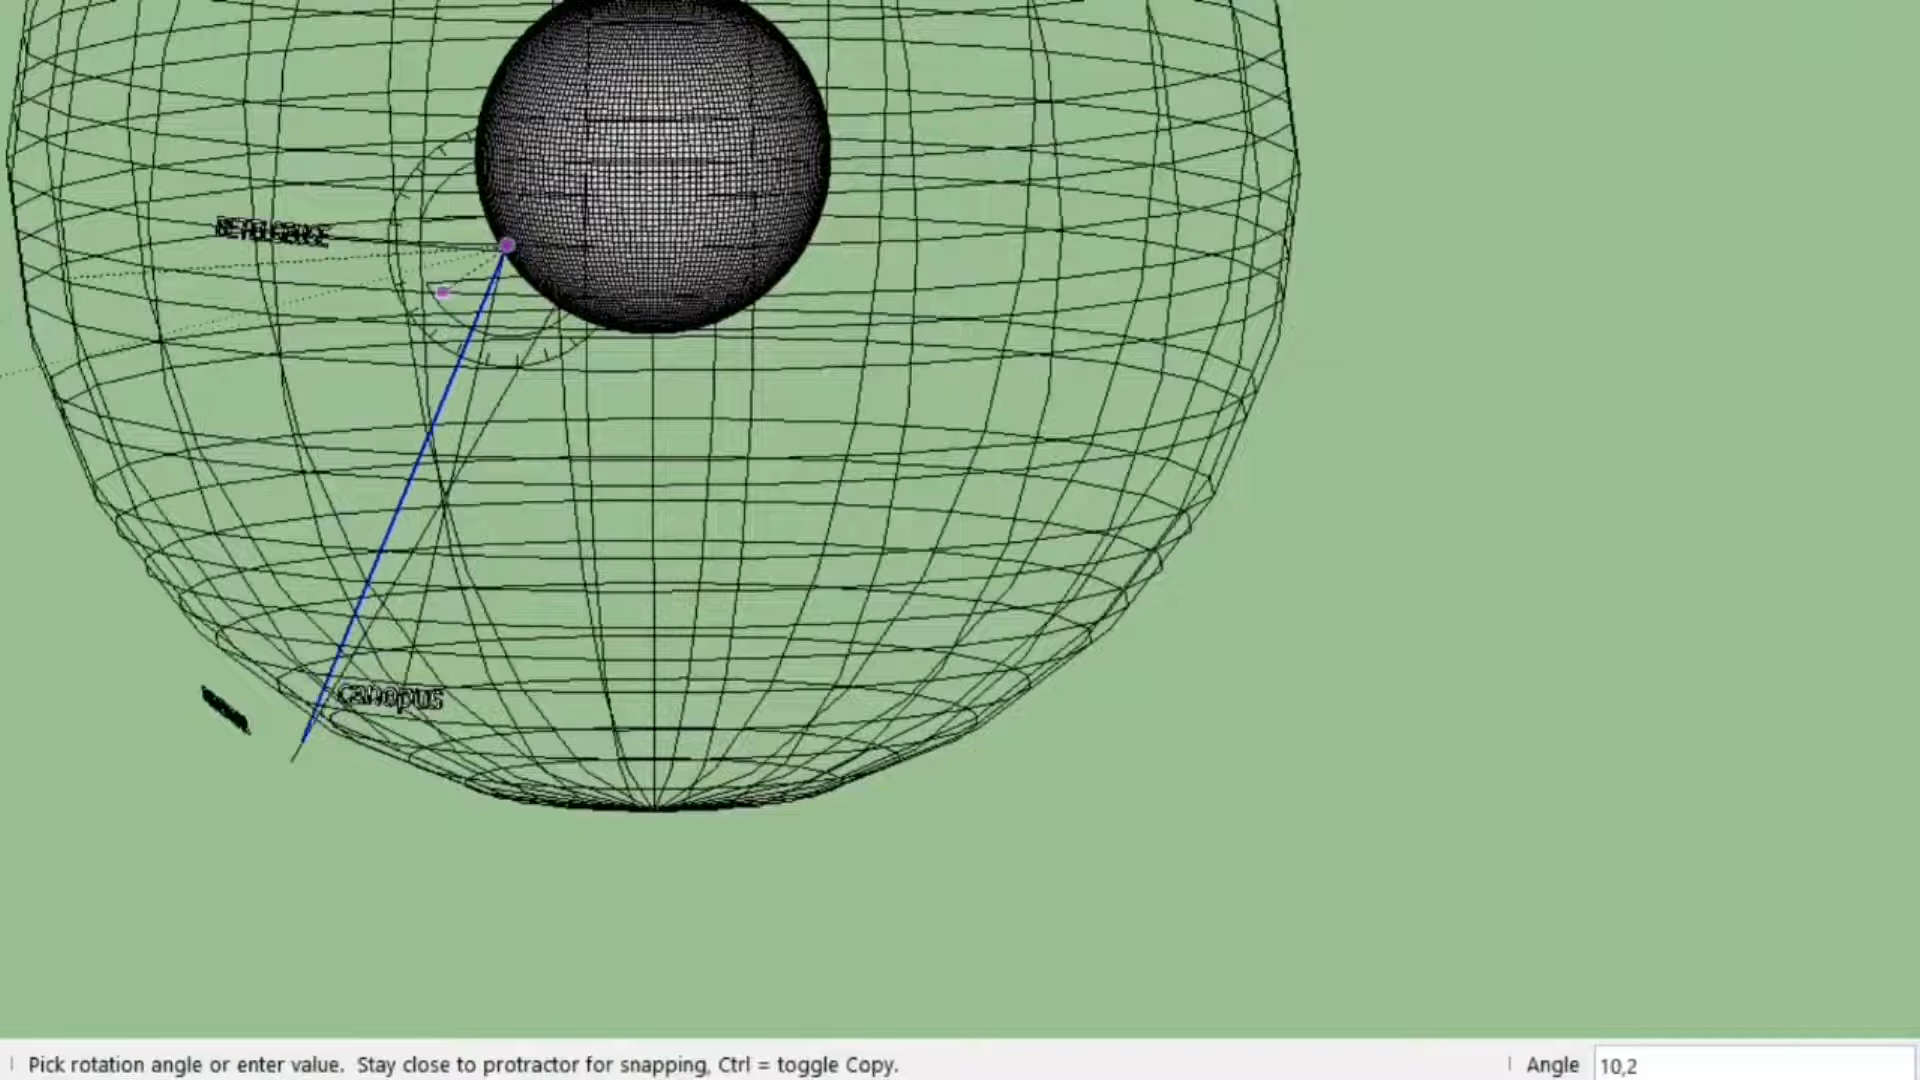 BETELGEUSE
Canopus
Pick rotation angle or enter value. Stay close to protractor for snapping, Ctrl = toggle Copy.
Angle 10,2